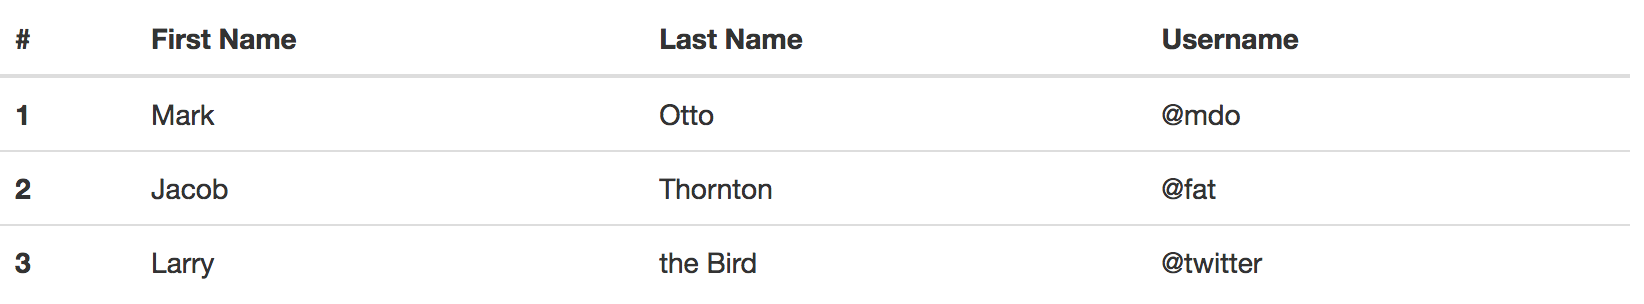 # First Name Last Name Username
1 Mark Otto @mdo
2 Jacob Thornton @fat
3 Larry the Bird @twitter